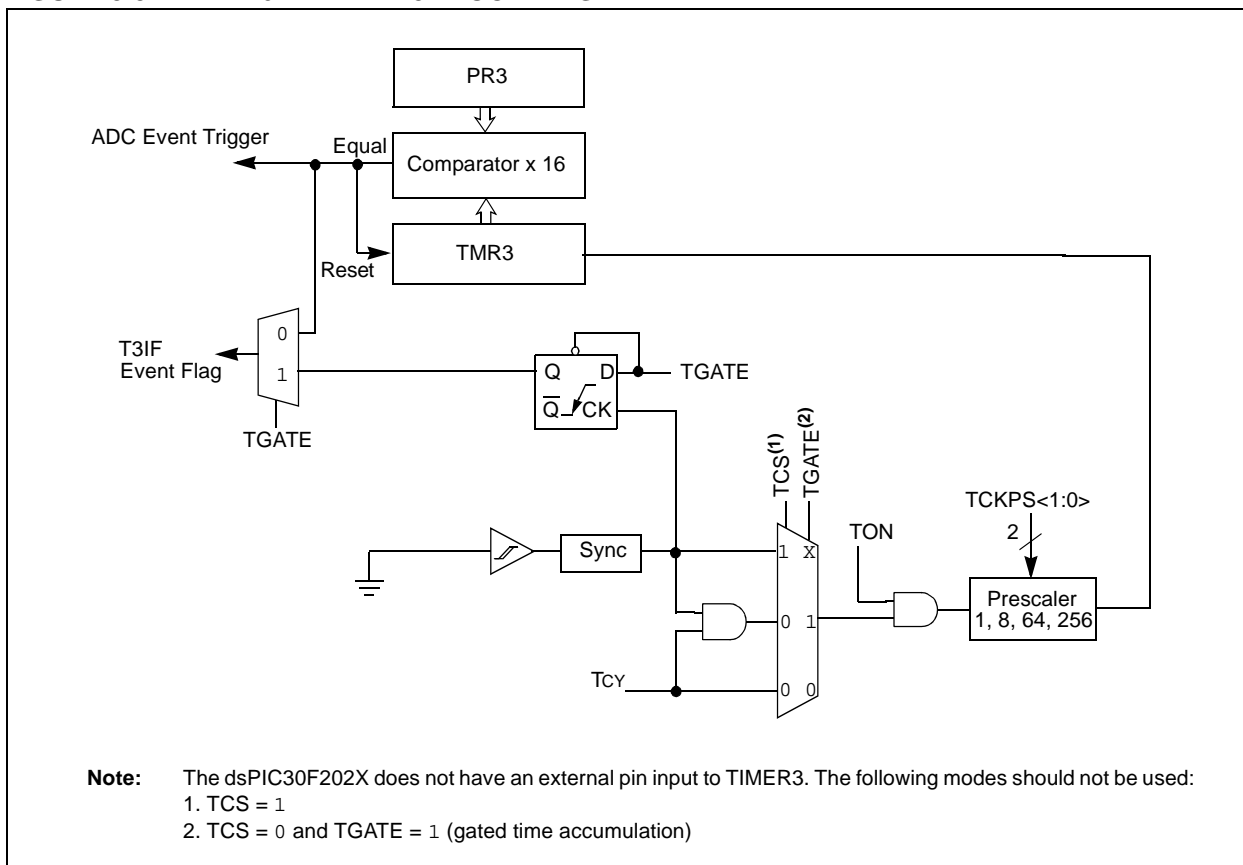 PR3
ADC Event Trigger
Equal
Comparator x 16
TMR3
Reset
0
T3IF
Event Flag
1
TGATE
Q D
TGATE
Q CK
TCS(1)
TGATE(2)
TCKPS<1:0>
2
TON
Sync
1 X
Prescaler
1, 8, 64, 256
0 1
TCY
0 0
Note: The dsPIC30F202X does not have an external pin input to TIMER3. The following modes should not be used:
1. TCS = 1
2. TCS = 0 and TGATE = 1 (gated time accumulation)